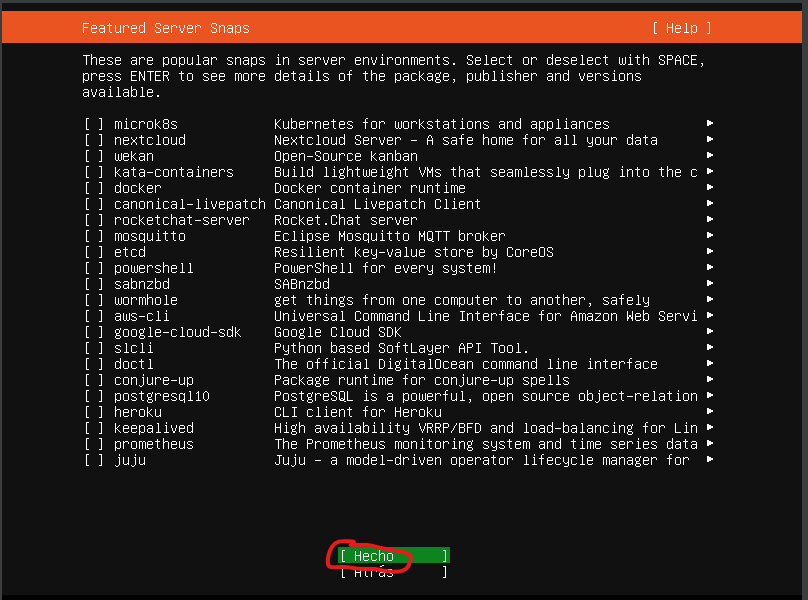 Featured Server Snaps [ Help ]
These are popular snaps in server environments. Select or deselect with SPACE,
press ENTER to see more details of the package, publisher and versions
available.
[ ] microk8s Kubernetes for workstations and appliances ▸
[ ] nextcloud Nextcloud Server - A safe home for all your data ▸
[ ] wekan Open-Source kanban ▸
[ ] kata-containers Build lightweight VMs that seamlessly plug into the c ▸
[ ] docker Docker container runtime ▸
[ ] canonical-livepatch Canonical Livepatch Client ▸
[ ] rocketchat-server Rocket.Chat server ▸
[ ] mosquitto Eclipse Mosquitto MQTT broker ▸
[ ] etcd Resilient key-value store by CoreOS ▸
[ ] powershell PowerShell for every system! ▸
[ ] sabnzbd SABnzbd ▸
[ ] wormhole get things from one computer to another, safely ▸
[ ] aws-cli Universal Command Line Interface for Amazon Web Servi ▸
[ ] google-cloud-sdk Google Cloud SDK ▸
[ ] slcli Python based SoftLayer API Tool. ▸
[ ] doctl The official DigitalOcean command line interface ▸
[ ] conjure-up Package runtime for conjure-up spells ▸
[ ] postgresql10 PostgreSQL is a powerful, open source object-relation ▸
[ ] heroku CLI client for Heroku ▸
[ ] keepalived High availability VRRP/BFD and load-balancing for Lin ▸
[ ] prometheus The Prometheus monitoring system and time series data ▸
[ ] juju Juju - a model-driven operator lifecycle manager for ▸
[ Hecho ]
[ Atrás ]